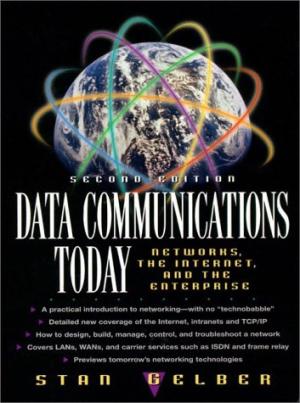 SECOND EDITION
DATA COMMUNICATIONS
TODAY
NETWORKS,
THE INTERNET,
AND THE
ENTERPRISE
A practical introduction to networking—with no "technobabble"
Detailed new coverage of the Internet, intranets and TCP/IP
How to design, build, manage, control, and troubleshoot a network
Covers LANs, WANs, and carrier services such as ISDN and frame relay
Previews tomorrow's networking technologies
STAN GELBER